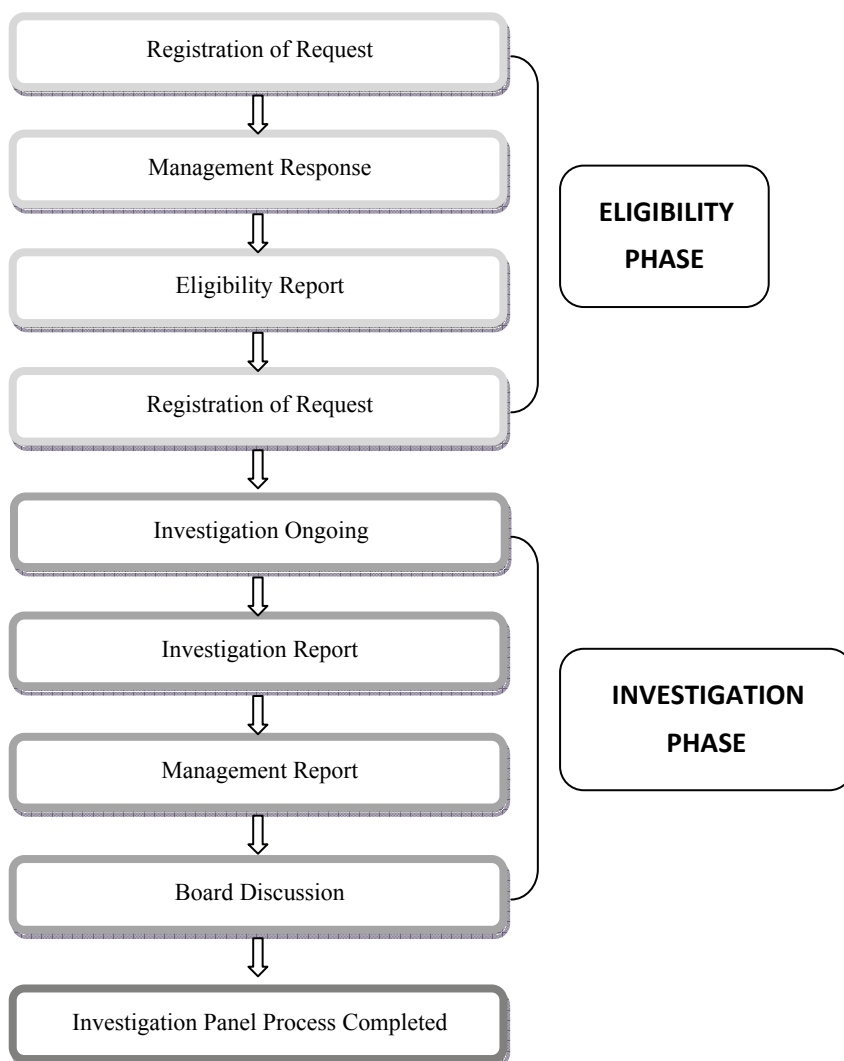 Registration of Request
Management Response
Eligibility Report
Registration of Request
ELIGIBILITY
PHASE
Investigation Ongoing
Investigation Report
Management Report
Board Discussion
INVESTIGATION
PHASE
Investigation Panel Process Completed